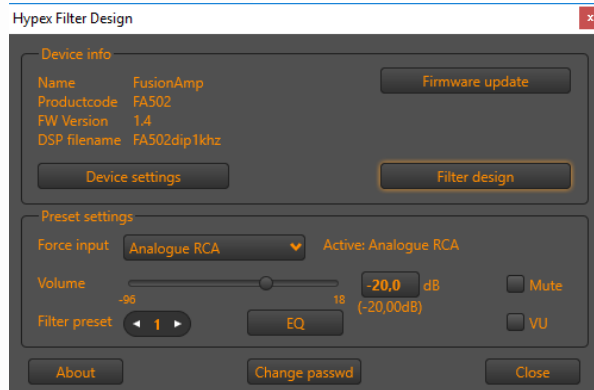 Hypex Filter Design
x
Device info
Name FusionAmp
Firmware update
Productcode FA502
FW Version 1.4
DSP filename FA502dip1khz
Device settings Filter design
Preset settings
Force input Analogue RCA Active: Analogue RCA
Volume -20,0 dB Mute
-96 18 (-20,00dB)
Filter preset 1 EQ VU
About Change passwd Close